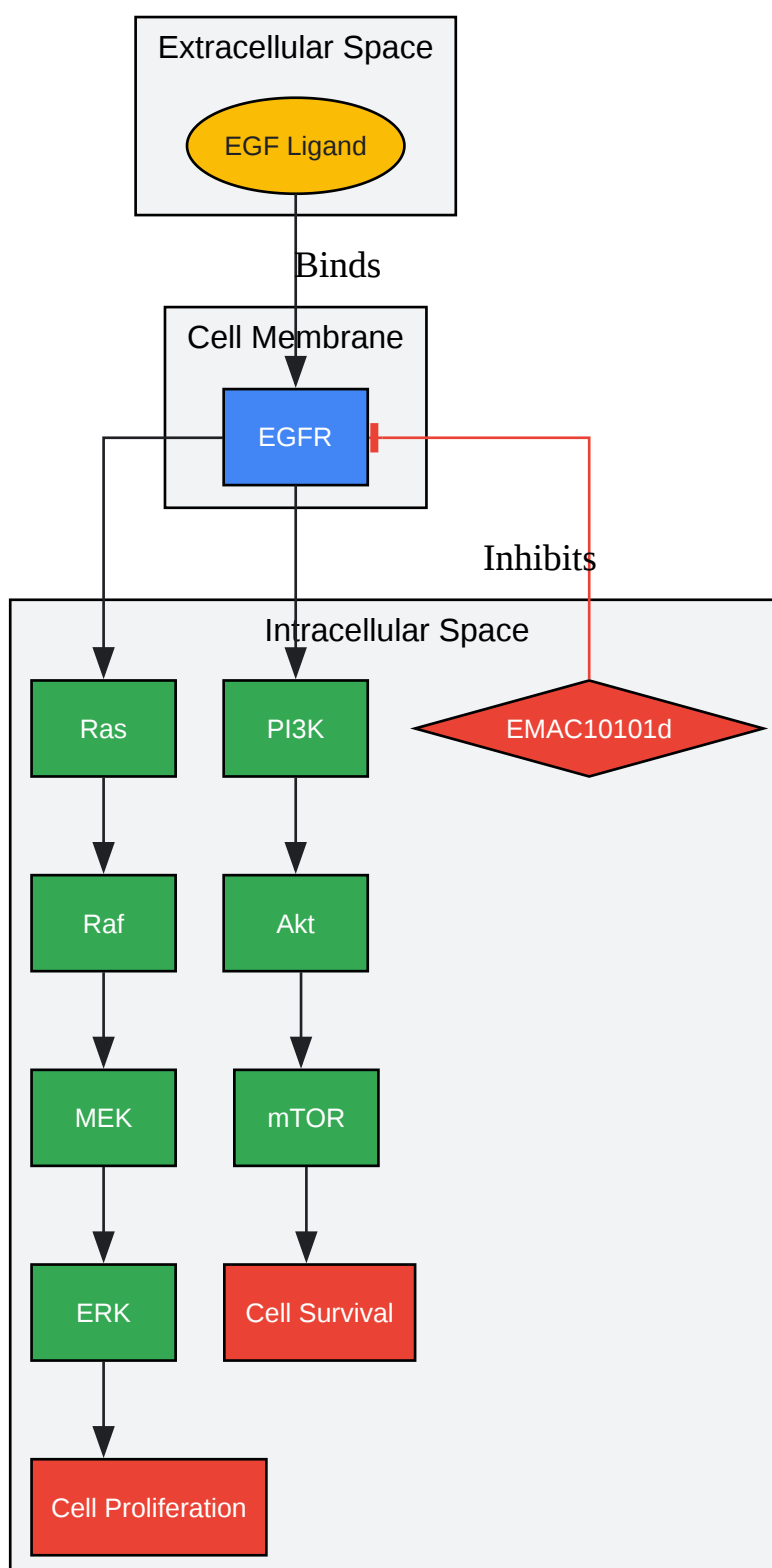 Extracellular Space
EGF Ligand
Binds
Cell Membrane
EGFR
Inhibits
Intracellular Space
Ras
PI3K
EMAC10101d
Raf
Akt
MEK
mTOR
ERK
Cell Survival
Cell Proliferation